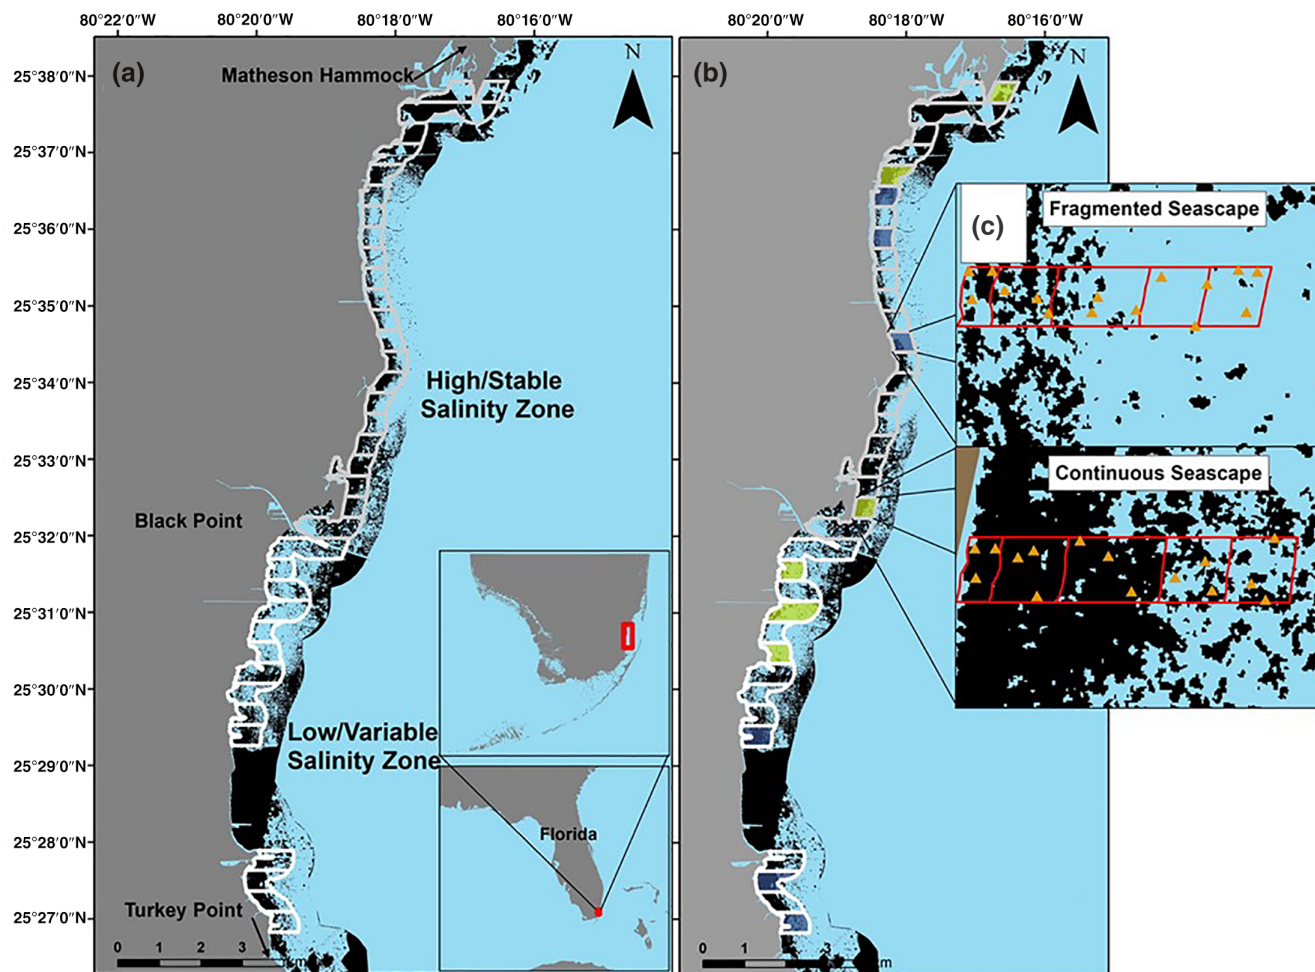 80°22'0"W 80°20'0"W 80°18'0"W 80°16'0"W
80°20'0"W 80°18'0"W 80°16'0"W
25°38'0"N
25°37'0"N
25°36'0"N
25°35'0"N
25°34'0"N
25°33'0"N
25°32'0"N
25°31'0"N
25°30'0"N
25°29'0"N
25°28'0"N
25°27'0"N
(a)
Matheson Hammock
N
High/Stable
Salinity Zone
Black Point
Low/Variable
Salinity Zone
Florida
Turkey Point
0 1 2 3
km
(b)
N
(c)
Fragmented Seascape
Continuous Seascape
0 1 2 3